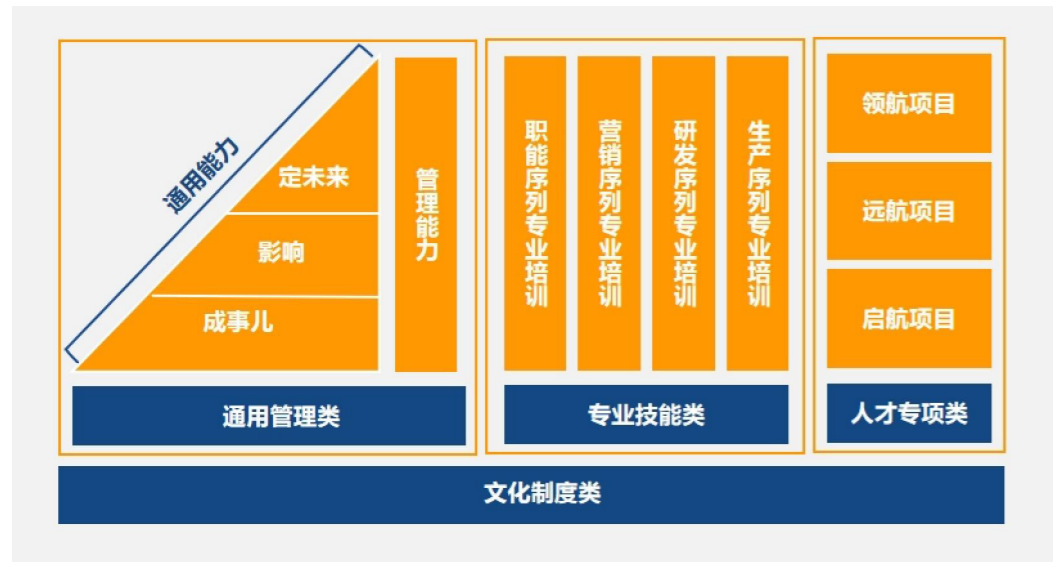 通用能力
定未来
影响
成事儿
管理能力
通用管理类
职能序列专业培训
营销序列专业培训
研发序列专业培训
生产序列专业培训
专业技能类
领航项目
远航项目
启航项目
人才专项类
文化制度类